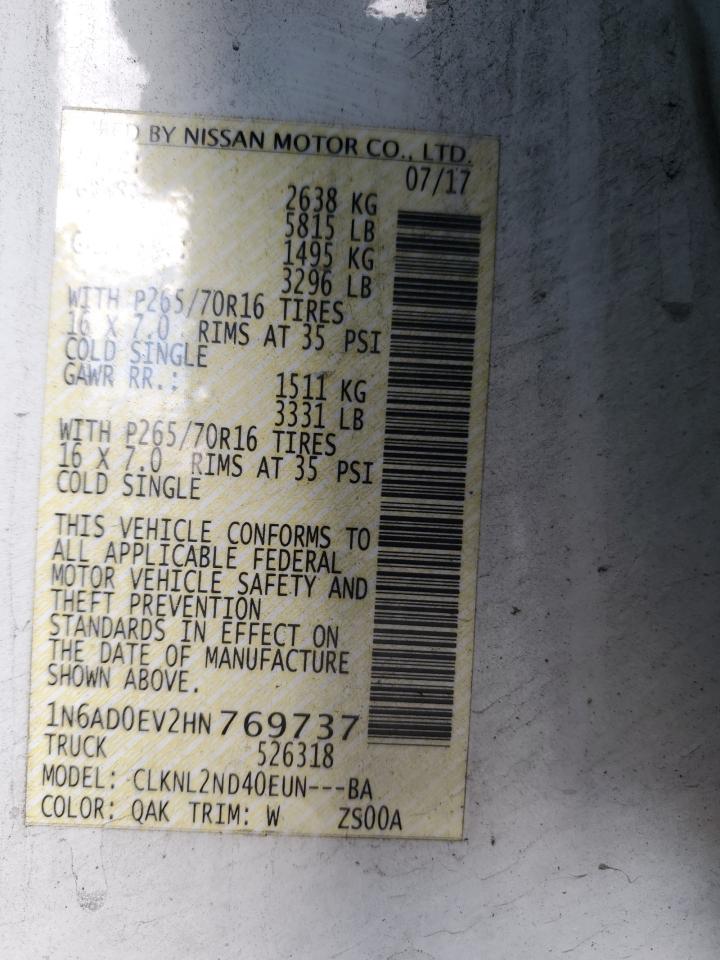 BY NISSAN MOTOR CO., LTD.
07/17
2638 KG
5815 LB
1495 KG
3296 LB
WITH P265/70R16 TIRES
16 X 7.0 RIMS AT 35 PSI
COLD SINGLE
GAWR RR.: 1511 KG
3331 LB
WITH P265/70R16 TIRES
16 X 7.0 RIMS AT 35 PSI
COLD SINGLE
THIS VEHICLE CONFORMS TO
ALL APPLICABLE FEDERAL
MOTOR VEHICLE SAFETY AND
THEFT PREVENTION
STANDARDS IN EFFECT ON
THE DATE OF MANUFACTURE
SHOWN ABOVE.
1N6AD0EV2HN769737
TRUCK 526318
MODEL: CLKNL2ND40EUN---BA
COLOR: QAK TRIM: W ZS00A